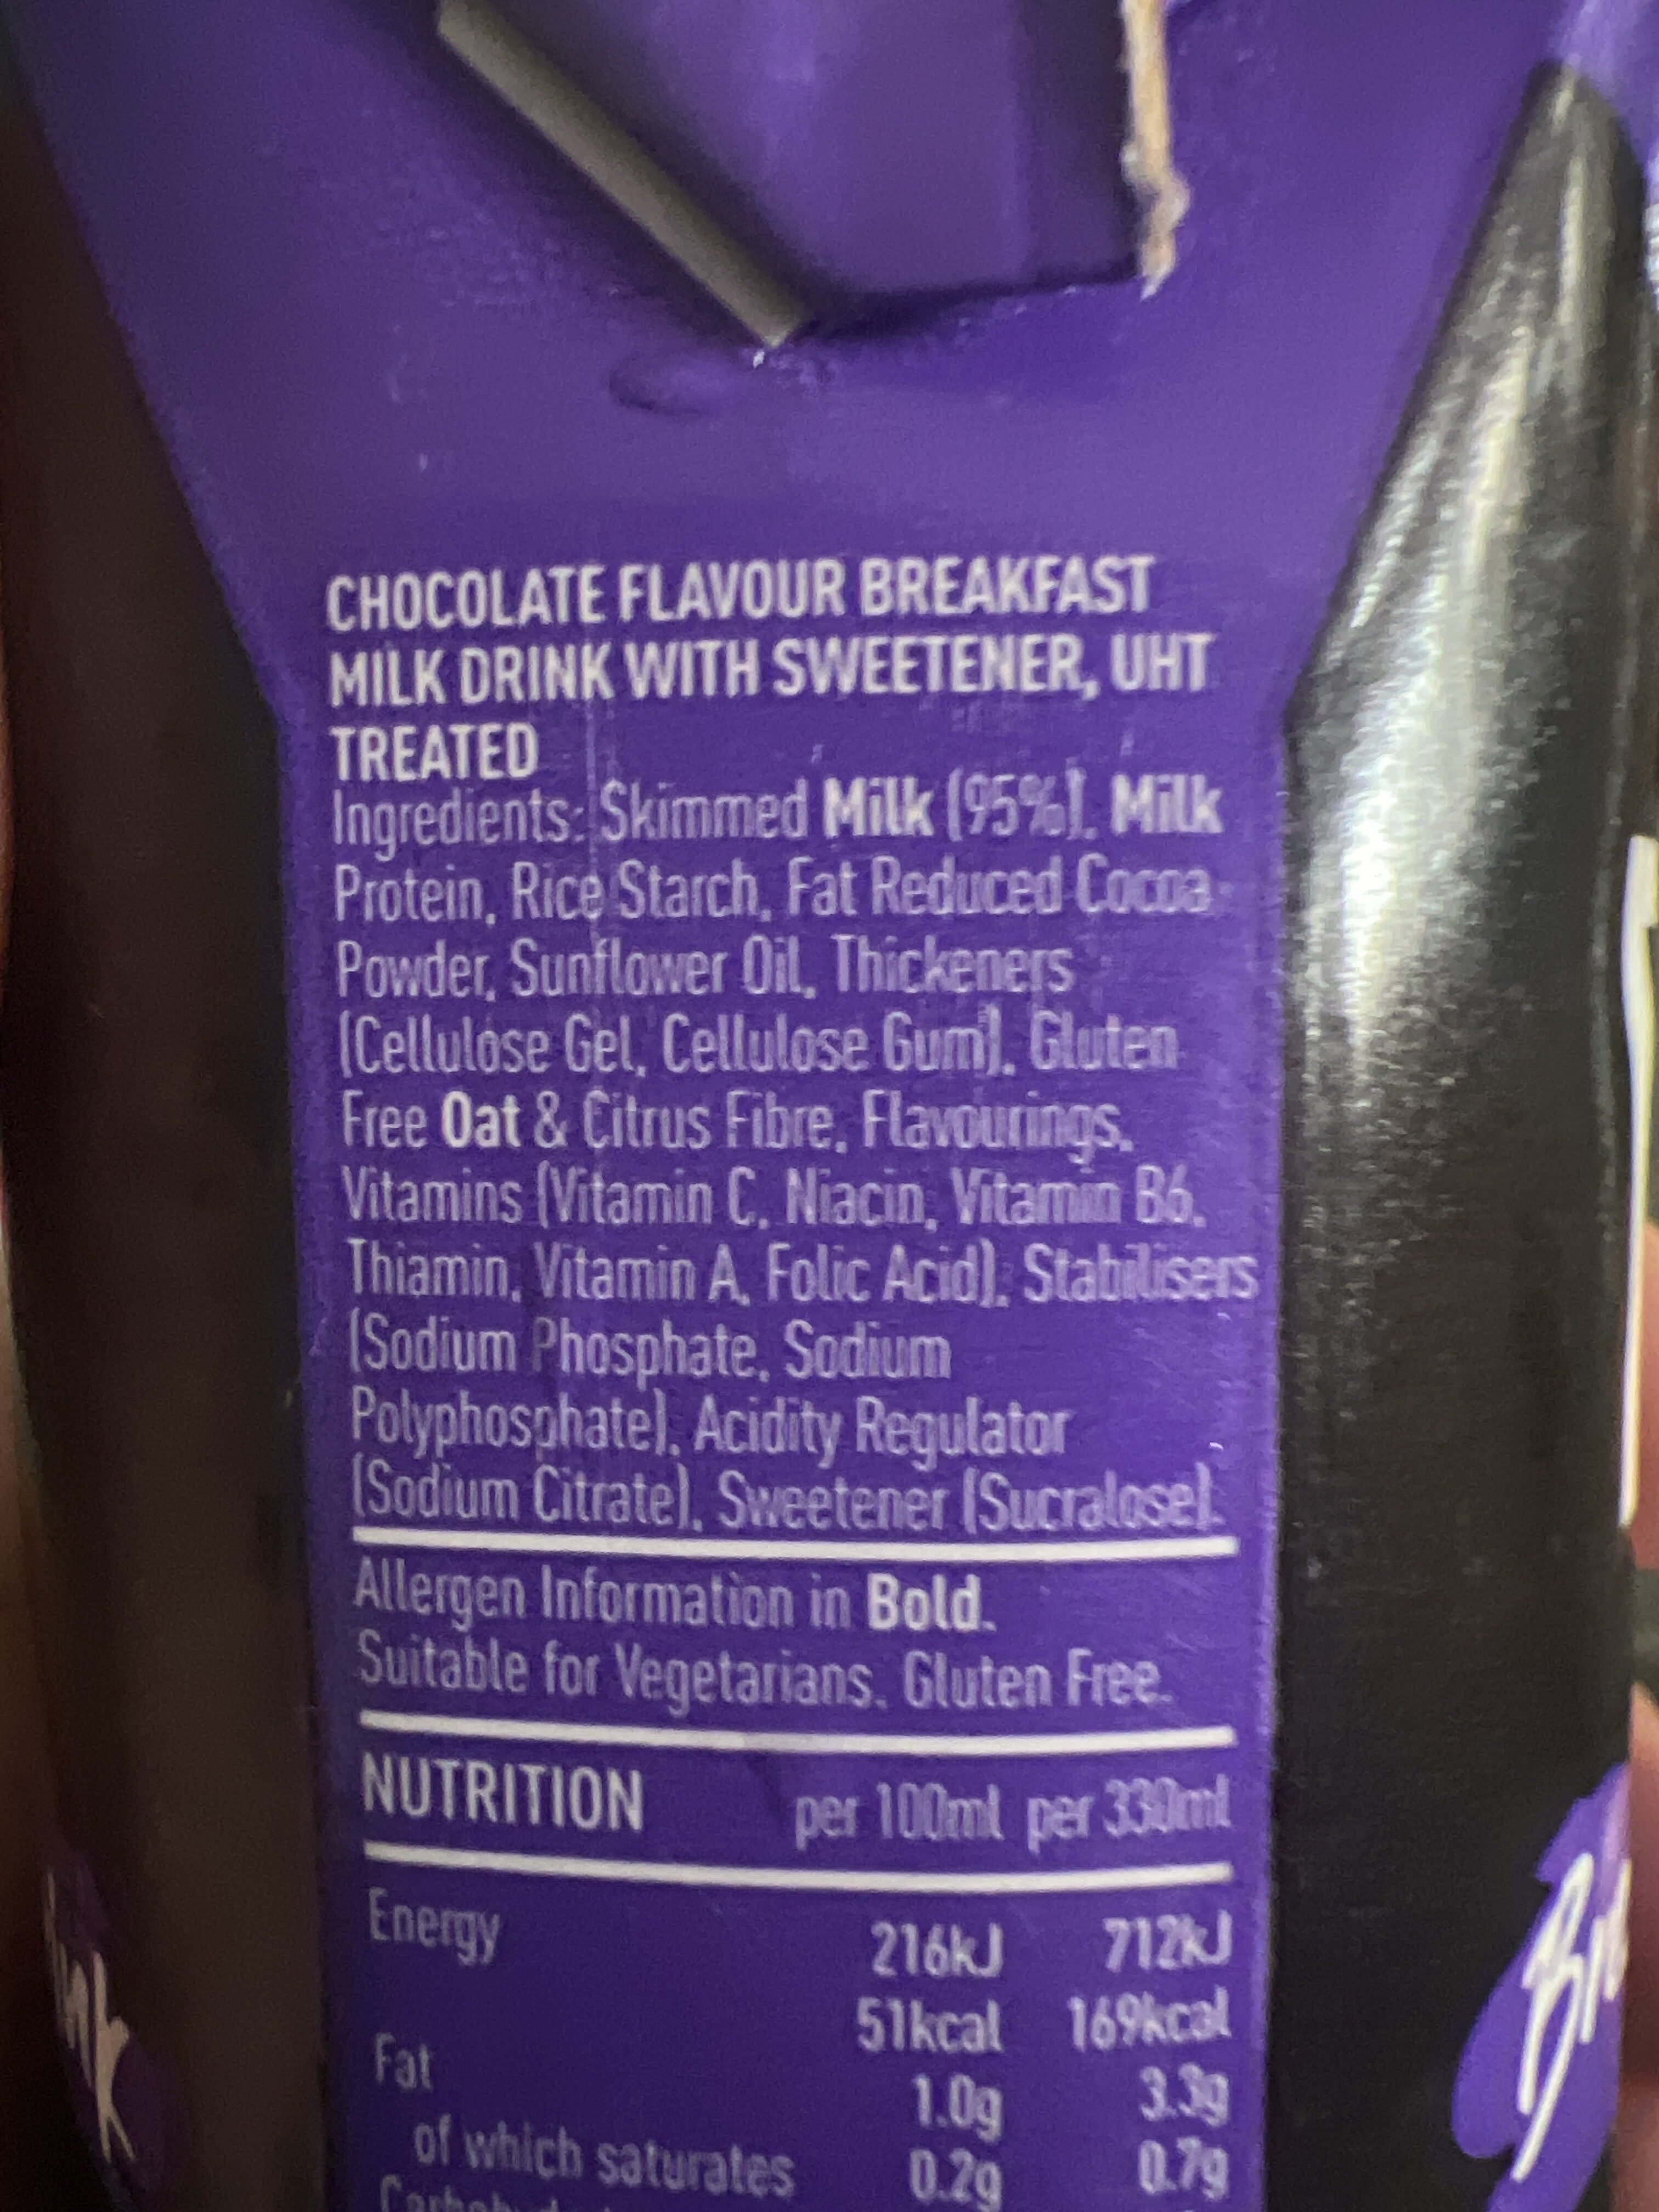 CHOCOLATE FLAVOUR BREAKFAST
MILK DRINK WITH SWEETENER, UHT
TREATED
Ingredients: Skimmed Milk (95%), Milk
Protein, Rice Starch, Fat Reduced Cocoa
Powder, Sunflower Oil, Thickeners
(Cellulose Gel, Cellulose Gum), Gluten
Free Oat & Citrus Fibre, Flavourings,
Vitamins (Vitamin C, Niacin, Vitamin B6,
Thiamin, Vitamin A, Folic Acid), Stabilisers
(Sodium Phosphate, Sodium
Polyphosphate), Acidity Regulator
(Sodium Citrate), Sweetener (Sucralose).
Allergen Information in Bold.
Suitable for Vegetarians. Gluten Free.
NUTRITION per 100ml per 330ml
Energy 216kJ 712kJ
51kcal 169kcal
Fat 1.0g 3.3g
of which saturates 0.2g 0.7g